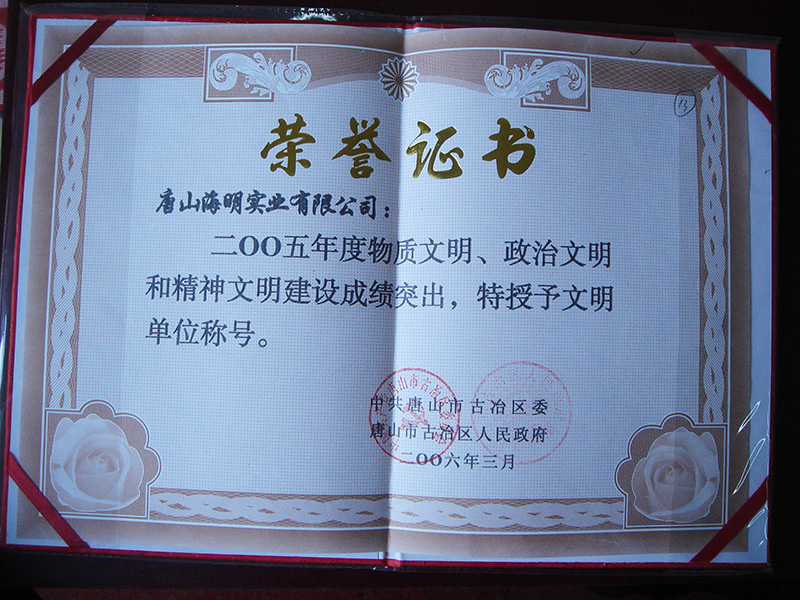 荣誉证书
13
唐山海明实业有限公司：
二OO五年度物质文明、政治文明
和精神文明建设成绩突出，特授予文明
单位称号。
中共唐山市古冶区委
唐山市古冶区人民政府
二OO六年三月